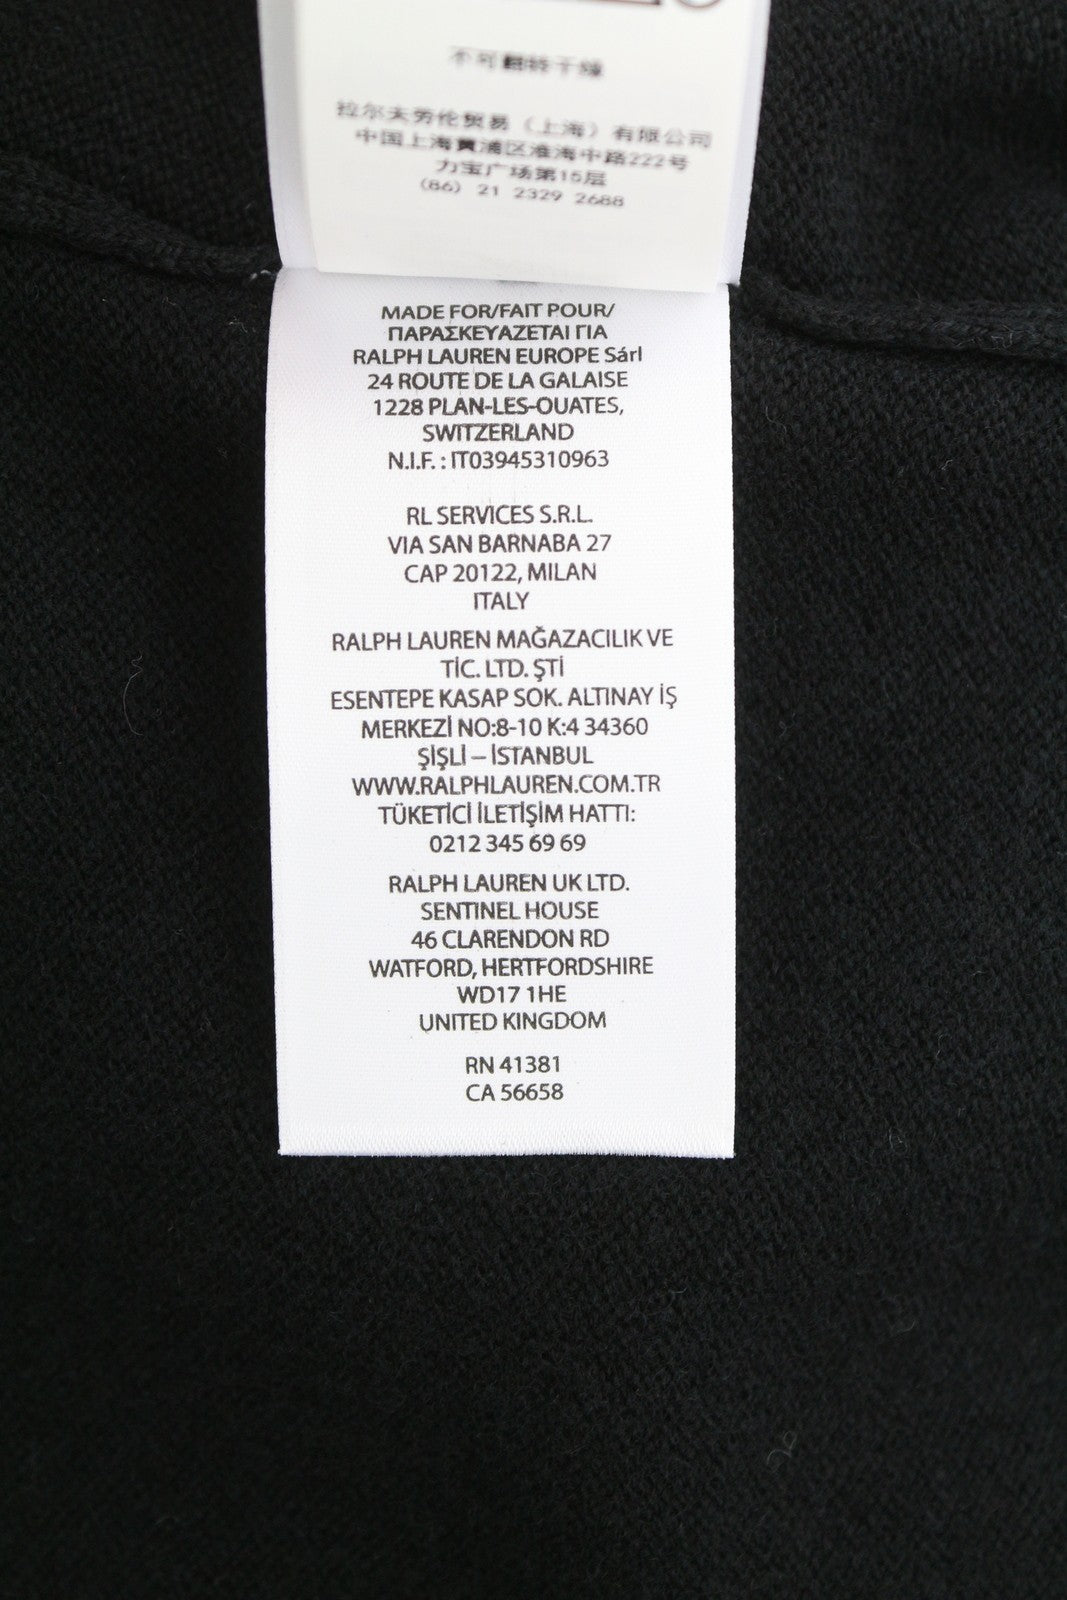 不可翻转干燥
拉尔夫劳伦贸易（上海）有限公司
中国上海黄浦区淮海中路222号
力宝广场第15层
(86) 21 2329 2688
MADE FOR/FAIT POUR/
ΠΑΡΑΣΚΕΥΑΖΕΤΑΙ ΓΙΑ
RALPH LAUREN EUROPE Sárl
24 ROUTE DE LA GALAISE
1228 PLAN-LES-OUATES,
SWITZERLAND
N.I.F. : IT03945310963
RL SERVICES S.R.L.
VIA SAN BARNABA 27
CAP 20122, MILAN
ITALY
RALPH LAUREN MAĞAZACILIK VE
TİC. LTD. ŞTİ
ESENTEPE KASAP SOK. ALTINAY İŞ
MERKEZİ NO:8-10 K:4 34360
ŞİŞLİ – İSTANBUL
WWW.RALPHLAUREN.COM.TR
TÜKETİCİ İLETİŞİM HATTI:
0212 345 69 69
RALPH LAUREN UK LTD.
SENTINEL HOUSE
46 CLARENDON RD
WATFORD, HERTFORDSHIRE
WD17 1HE
UNITED KINGDOM
RN 41381
CA 56658